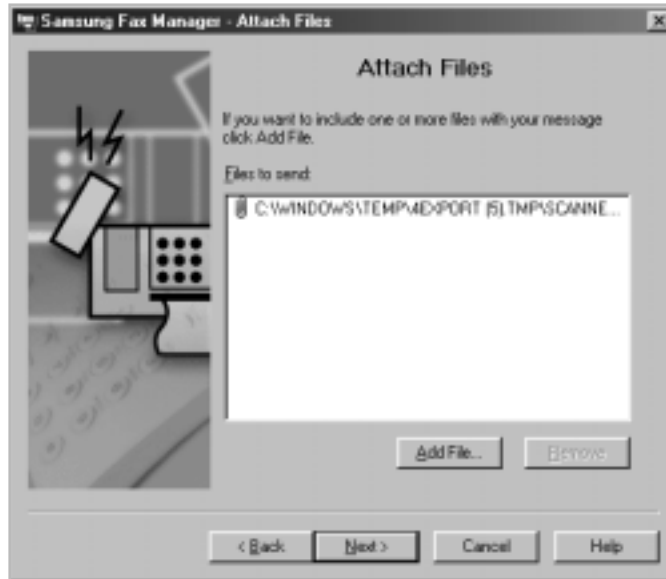 Samsung Fax Manager - Attach Files
Attach Files
If you want to include one or more files with your message
click Add File.
Files to send:
C:\WINDOWS\TEMP\4EXPORT (5).TMP\SCANNE...
Add File...
Remove
< Back
Next >
Cancel
Help